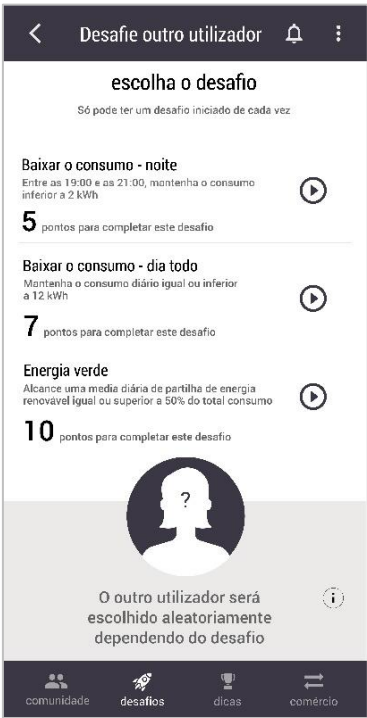 Desafie outro utilizador
escolha o desafio
Só pode ter um desafio iniciado de cada vez
Baixar o consumo - noite
Entre as 19:00 e as 21:00, mantenha o consumo
inferior a 2 kWh
5 pontos para completar este desafio
Baixar o consumo - dia todo
Mantenha o consumo diário igual ou inferior
a 12 kWh
7 pontos para completar este desafio
Energia verde
Alcance uma media diária de partilha de energia
renovável igual ou superior a 50% do total consumo
10 pontos para completar este desafio
?
O outro utilizador será
escolhido aleatoriamente
dependendo do desafio
i
comunidade desafios dicas comércio